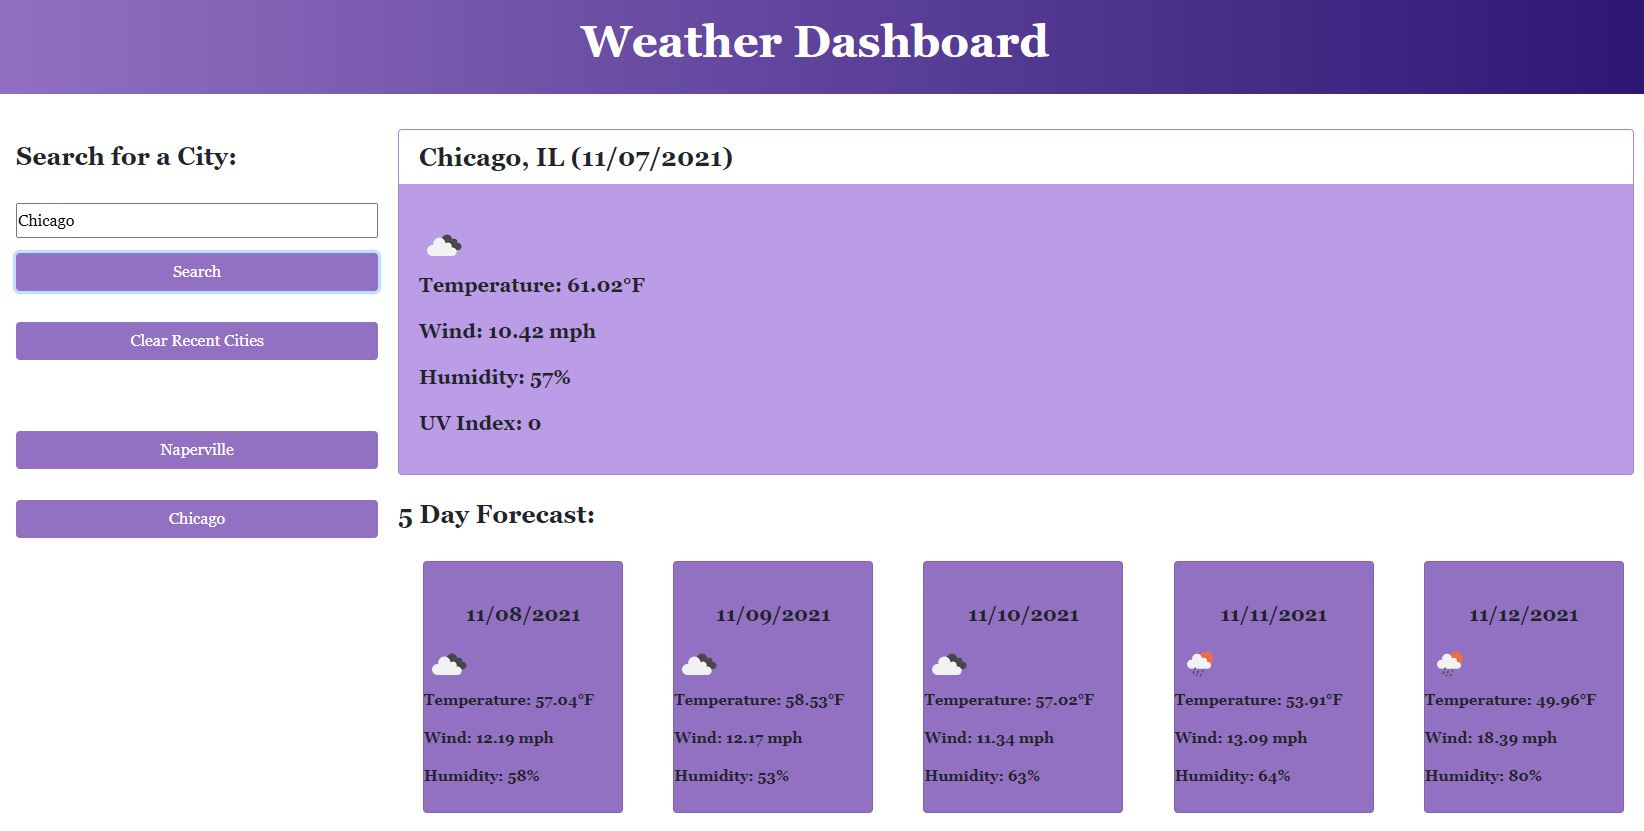 Weather Dashboard
Search for a City:
Chicago
Search
Clear Recent Cities
Naperville
Chicago
Chicago, IL (11/07/2021)
Temperature: 61.02°F
Wind: 10.42 mph
Humidity: 57%
UV Index: 0
5 Day Forecast:
11/08/2021
Temperature: 57.04°F
Wind: 12.19 mph
Humidity: 58%
11/09/2021
Temperature: 58.53°F
Wind: 12.17 mph
Humidity: 53%
11/10/2021
Temperature: 57.02°F
Wind: 11.34 mph
Humidity: 63%
11/11/2021
Temperature: 53.91°F
Wind: 13.09 mph
Humidity: 64%
11/12/2021
Temperature: 49.96°F
Wind: 18.39 mph
Humidity: 80%